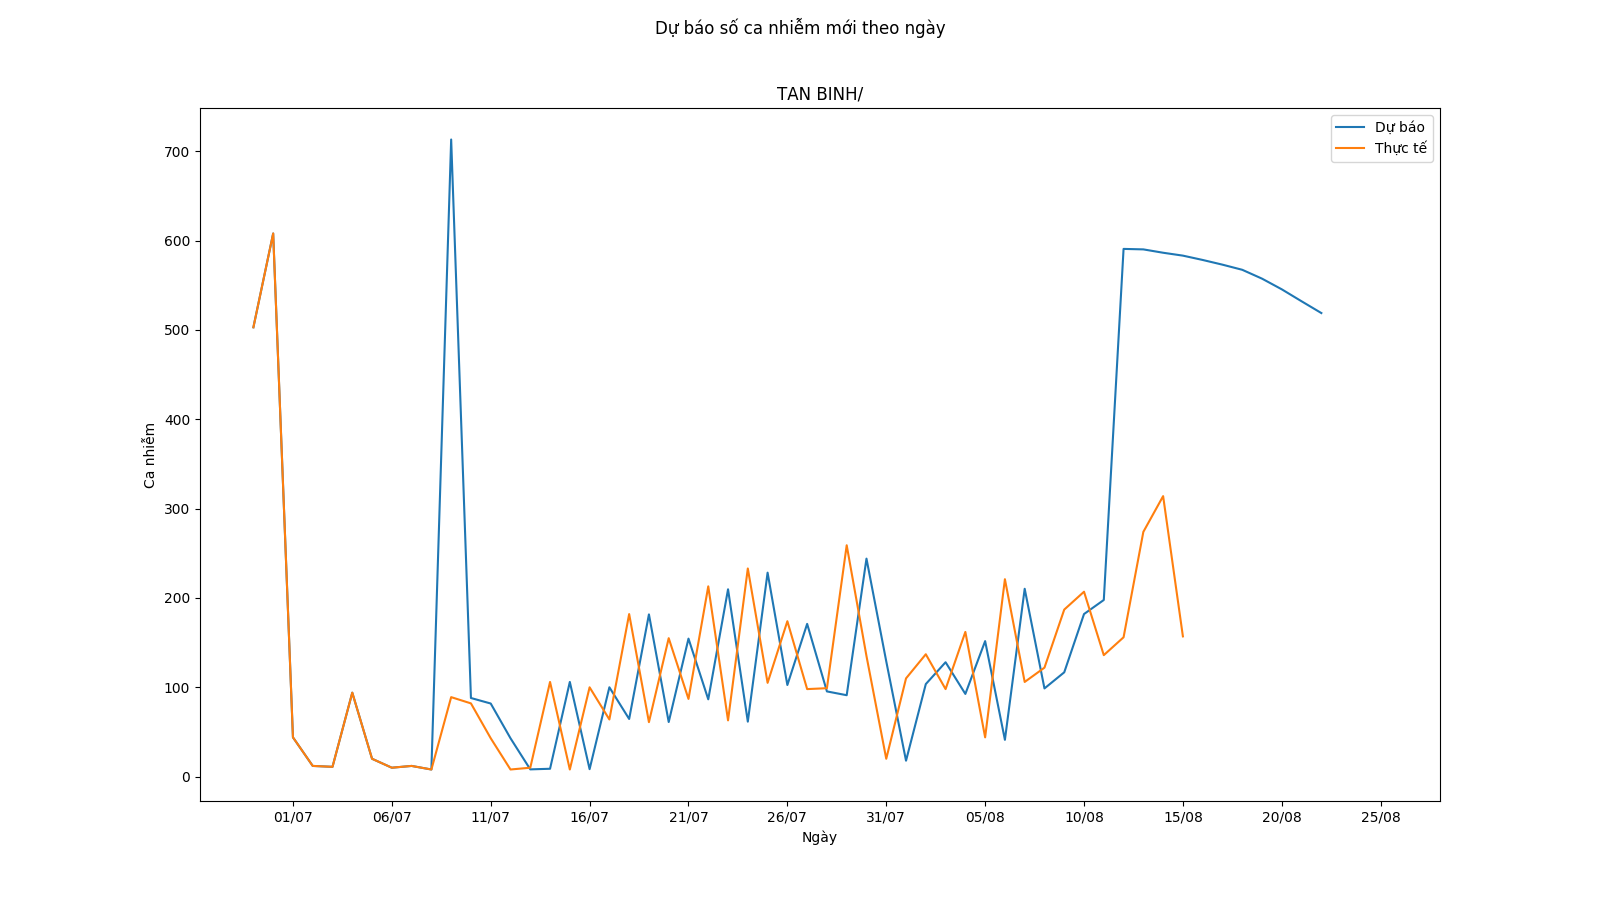 Dự báo số ca nhiễm mới theo ngày
TAN BINH/
Dự báo
Thực tế
700
600
500
400
300
200
100
0
Ca nhiễm
01/07 06/07 11/07 16/07 21/07 26/07 31/07 05/08 10/08 15/08 20/08 25/08
Ngày